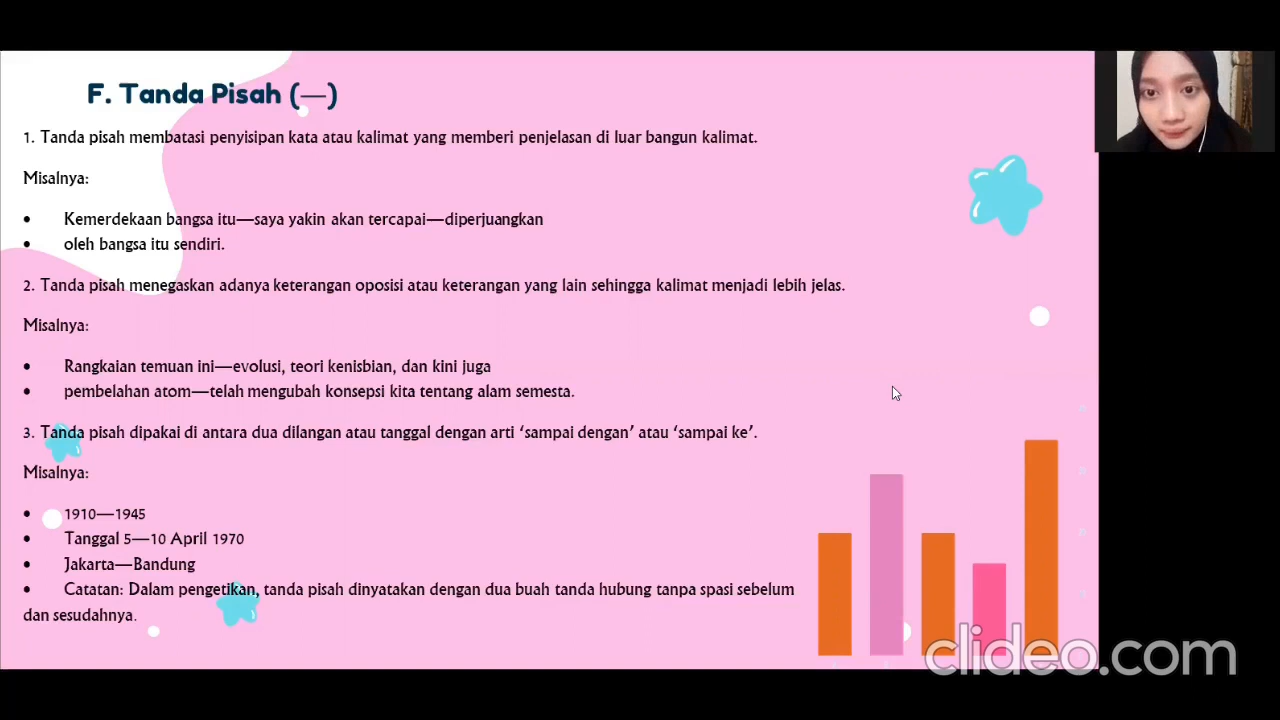 F. Tanda Pisah (—)
1. Tanda pisah membatasi penyisipan kata atau kalimat yang memberi penjelasan di luar bangun kalimat.
Misalnya:
• Kemerdekaan bangsa itu—saya yakin akan tercapai—diperjuangkan
• oleh bangsa itu sendiri.
2. Tanda pisah menegaskan adanya keterangan oposisi atau keterangan yang lain sehingga kalimat menjadi lebih jelas.
Misalnya:
• Rangkaian temuan ini—evolusi, teori kenisbian, dan kini juga
• pembelahan atom—telah mengubah konsepsi kita tentang alam semesta.
3. Tanda pisah dipakai di antara dua dilangan atau tanggal dengan arti ‘sampai dengan’ atau ‘sampai ke’.
Misalnya:
• 1910—1945
• Tanggal 5—10 April 1970
• Jakarta—Bandung
• Catatan: Dalam pengetikan, tanda pisah dinyatakan dengan dua buah tanda hubung tanpa spasi sebelum
dan sesudahnya.
clideo.com